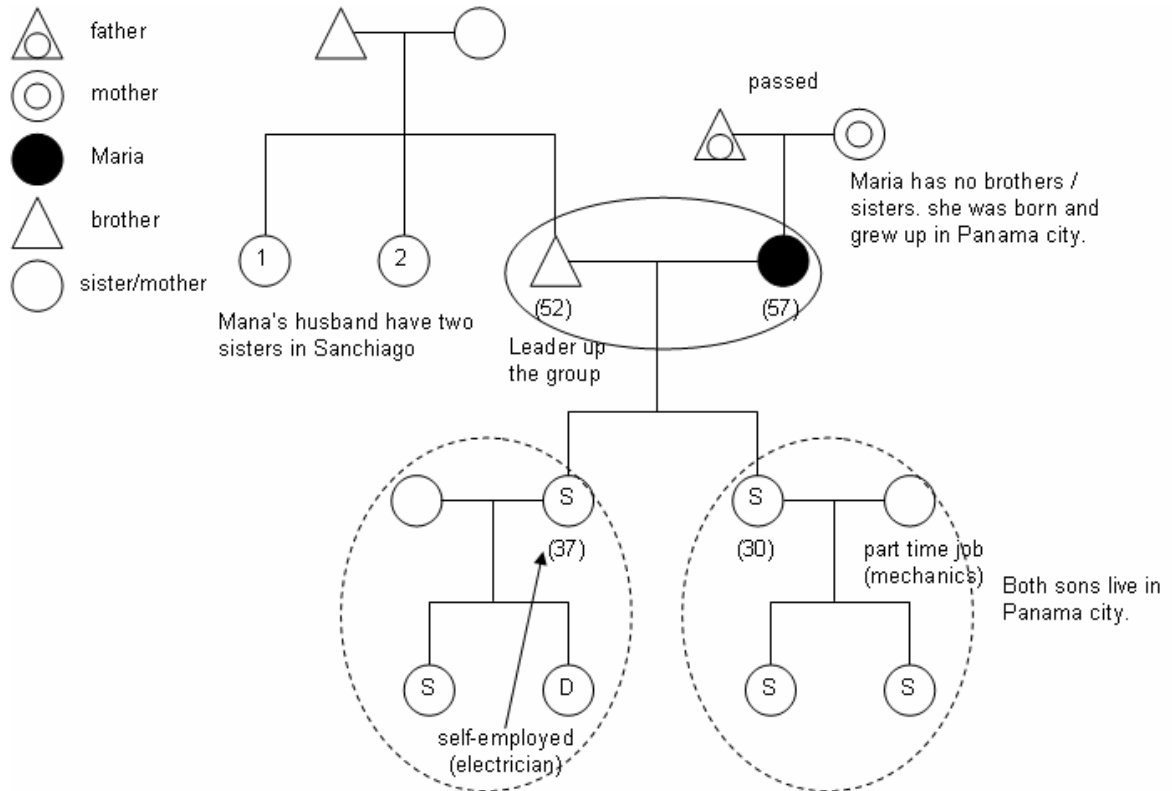 father
mother
Maria
brother
sister/mother
passed
Maria has no brothers /
sisters. she was born and
grew up in Panama city.
1
2
Mana's husband have two
sisters in Sanchiago
(52)
(57)
Leader up
the group
S
(37)
S
(30)
part time job
(mechanics)
Both sons live in
Panama city.
S
D
S
S
self-employed
(electrician)